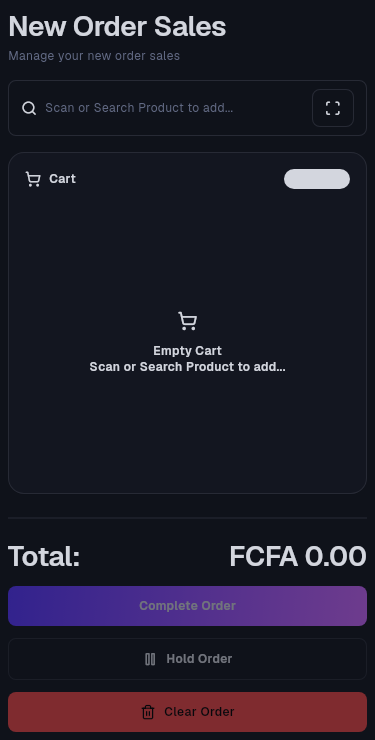 New Order Sales
Manage your new order sales
Scan or Search Product to add...
Cart
Empty Cart
Scan or Search Product to add...
Total: FCFA 0.00
Complete Order
Hold Order
Clear Order